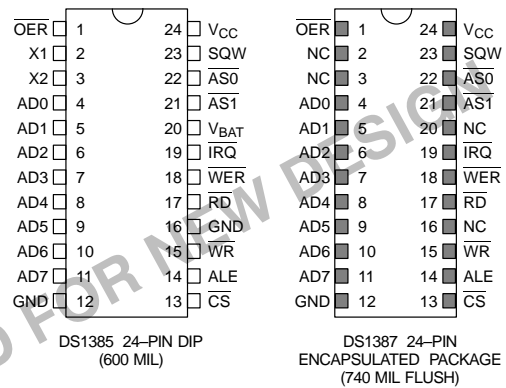 OER 1 24 VCC
X1 2 23 SQW
X2 3 22 AS0
AD0 4 21 AS1
AD1 5 20 VBAT
AD2 6 19 IRQ
AD3 7 18 WER
AD4 8 17 RD
AD5 9 16 GND
AD6 10 15 WR
AD7 11 14 ALE
GND 12 13 CS
DS1385 24–PIN DIP
(600 MIL)
OER 1 24 VCC
NC 2 23 SQW
NC 3 22 AS0
AD0 4 21 AS1
AD1 5 20 NC
AD2 6 19 IRQ
AD3 7 18 WER
AD4 8 17 RD
AD5 9 16 NC
AD6 10 15 WR
AD7 11 14 ALE
GND 12 13 CS
DS1387 24–PIN
ENCAPSULATED PACKAGE
(740 MIL FLUSH)
D FOR NEW DESIGN